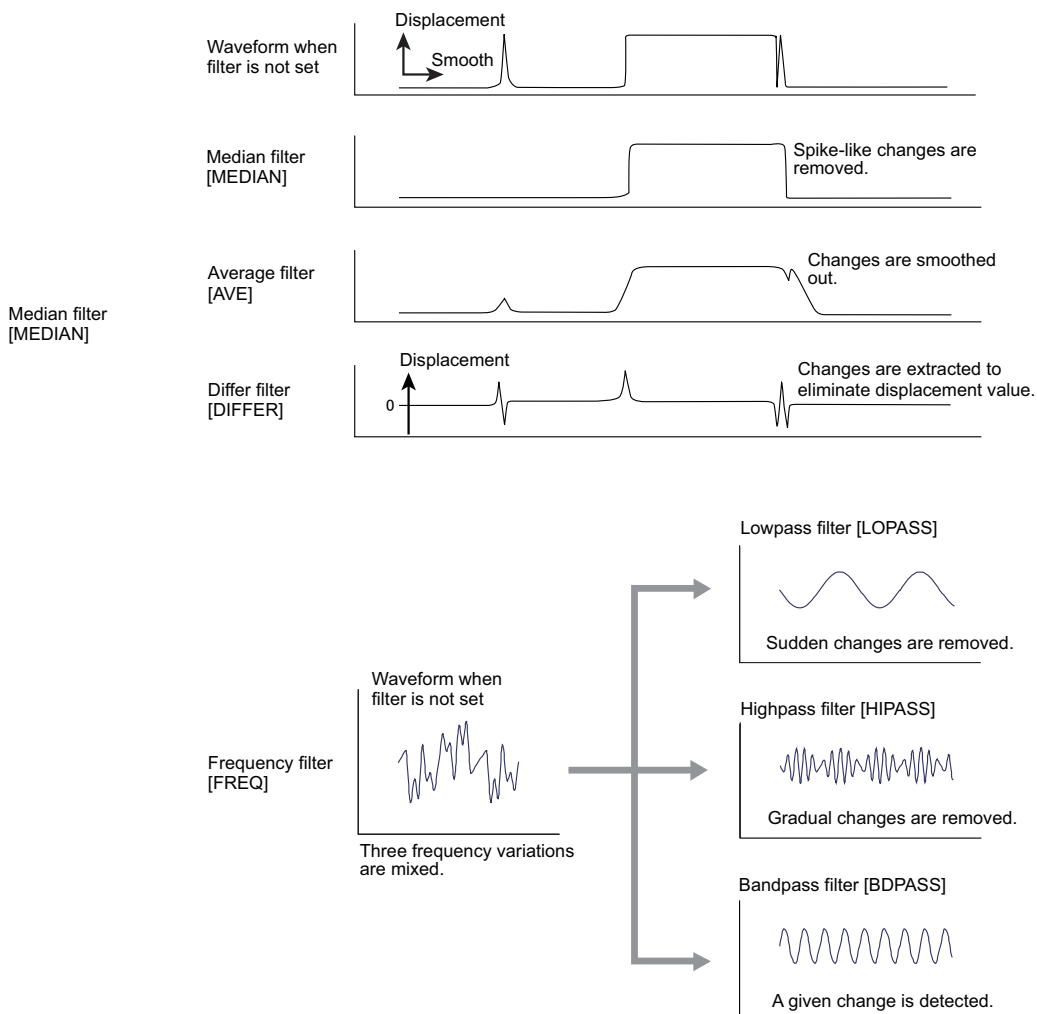 Displacement
Waveform when
filter is not set
Smooth
Median filter
[MEDIAN]
Spike-like changes are
removed.
Average filter
[AVE]
Changes are smoothed
out.
Median filter
[MEDIAN]
Displacement
Differ filter
[DIFFER]
0
Changes are extracted to
eliminate displacement value.
Lowpass filter [LOPASS]
Sudden changes are removed.
Waveform when
filter is not set
Highpass filter [HIPASS]
Frequency filter
[FREQ]
Gradual changes are removed.
Three frequency variations
are mixed.
Bandpass filter [BDPASS]
A given change is detected.